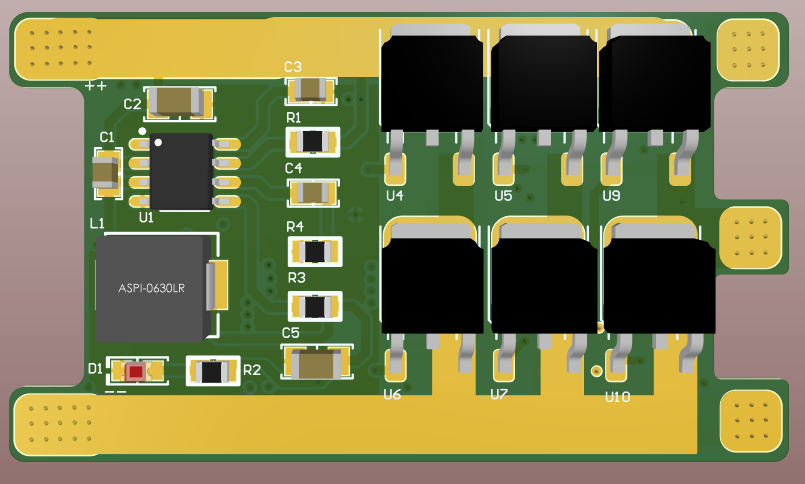 ++
C3
C2
R1
C1
C4
U4
U5
U9
U1
L1
R4
ASPI-0630LR
R3
C5
D1
R2
--
U6
U7
U10